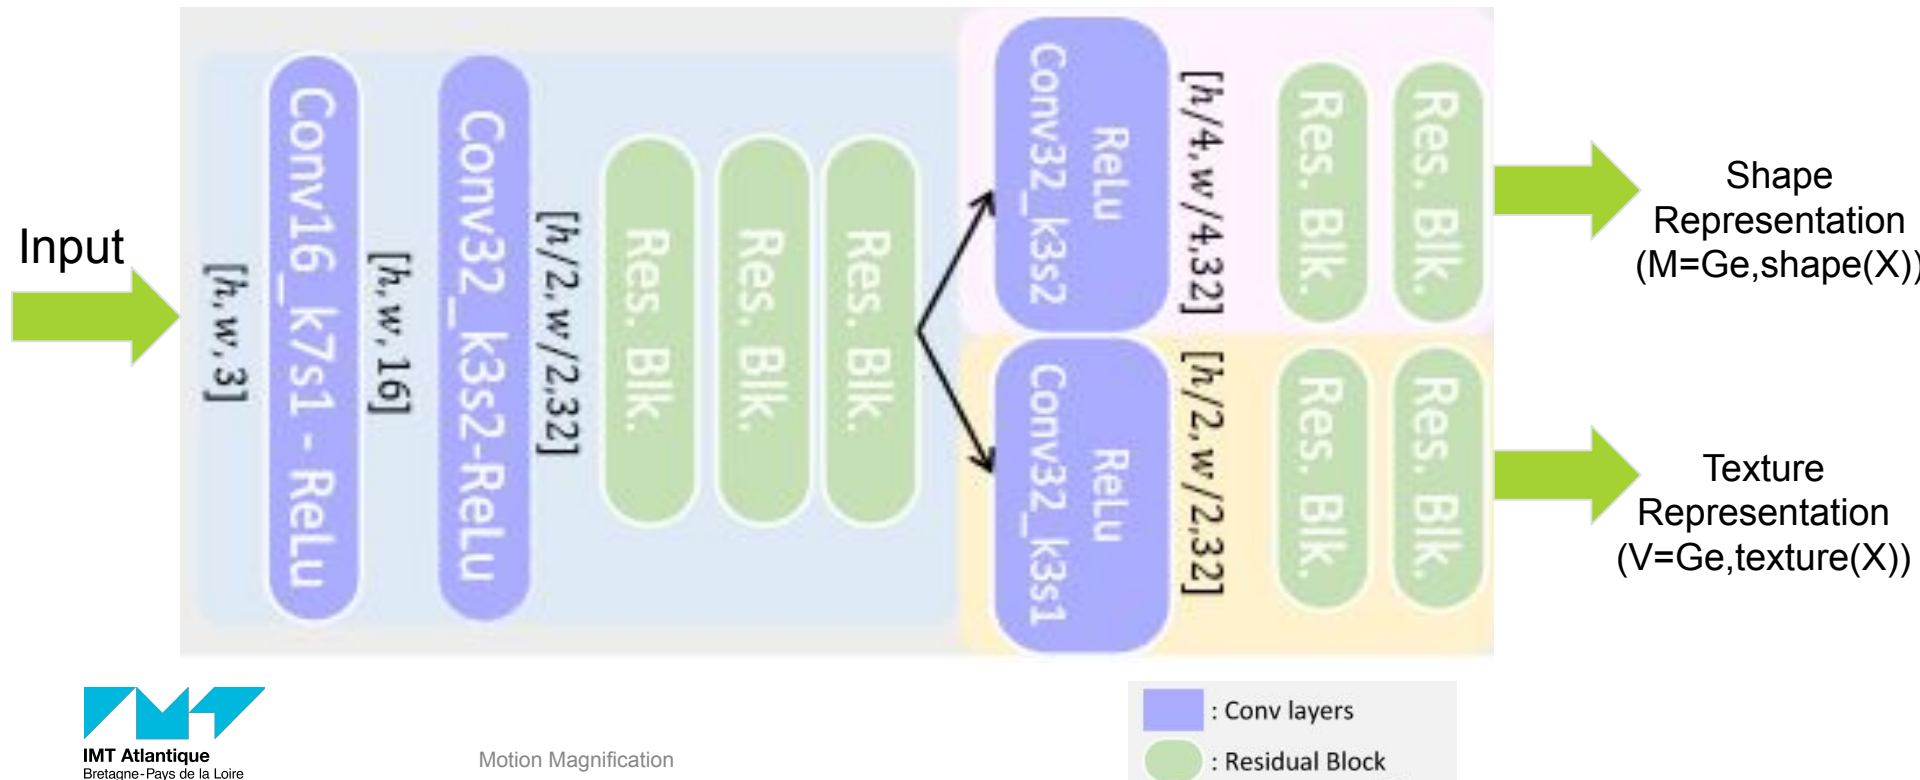 Input
[h,w,3]
Conv16_k7s1 - ReLu
[h,w,16]
Conv32_k3s2-ReLu
[h/2,w/2,32]
Res. Blk.
Res. Blk.
Res. Blk.
ReLu
Conv32_k3s2
[h/4,w/4,32]
Res. Blk.
Res. Blk.
Shape
Representation
(M=Ge,shape(X))
ReLu
Conv32_k3s1
[h/2,w/2,32]
Res. Blk.
Res. Blk.
Texture
Representation
(V=Ge,texture(X))
: Conv layers
: Residual Block
IMT Atlantique
Bretagne-Pays de la Loire
Motion Magnification